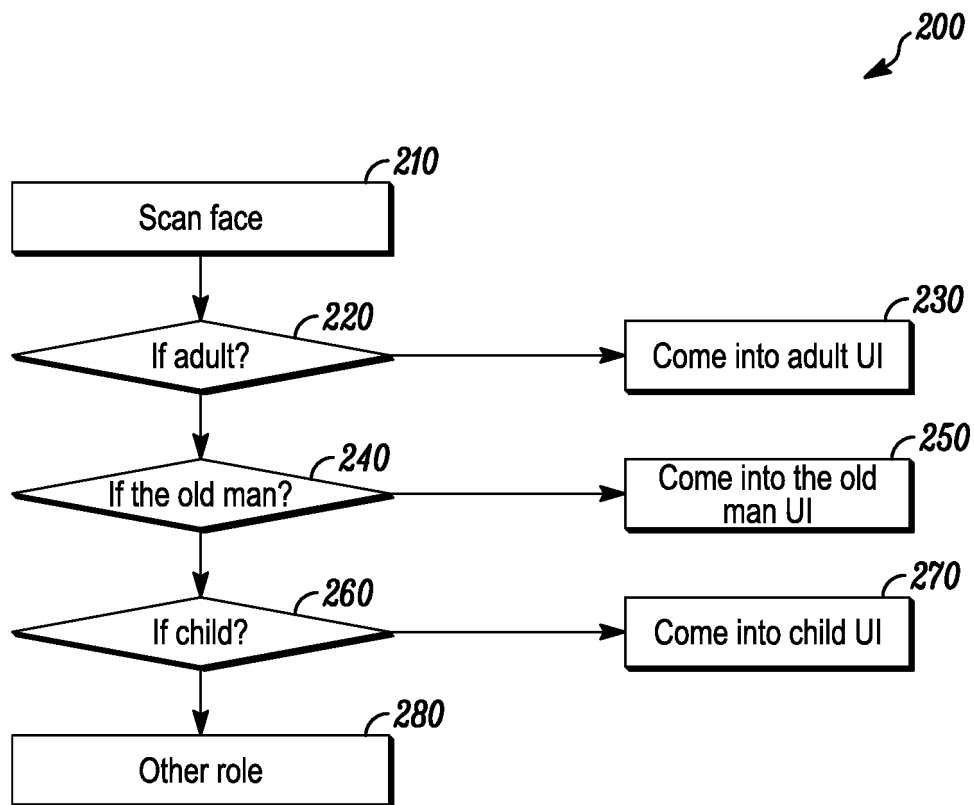 200
210
Scan face
220
If adult?
230
Come into adult UI
240
If the old man?
250
Come into the old
man UI
260
If child?
270
Come into child UI
280
Other role